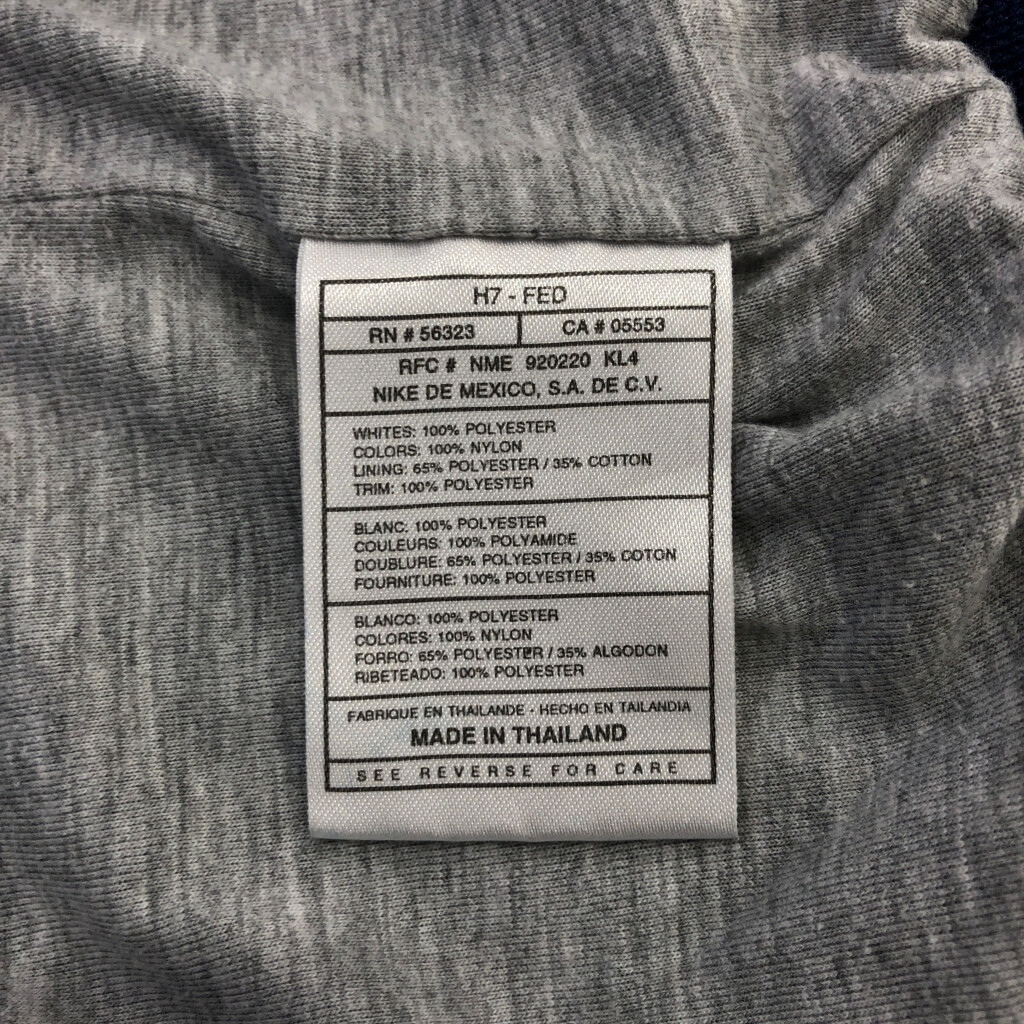 H7 - FED
RN # 56323
CA # 05553
RFC # NME 920220 KL4
NIKE DE MEXICO, S.A. DE C.V.
WHITES: 100% POLYESTER
COLORS: 100% NYLON
LINING: 65% POLYESTER / 35% COTTON
TRIM: 100% POLYESTER
BLANC: 100% POLYESTER
COULEURS: 100% POLYAMIDE
DOUBLURE: 65% POLYESTER / 35% COTON
FOURNITURE: 100% POLYESTER
BLANCO: 100% POLYESTER
COLORES: 100% NYLON
FORRO: 65% POLYESTER / 35% ALGODON
RIBETEADO: 100% POLYESTER
FABRIQUE EN THAILANDE - HECHO EN TAILANDIA
MADE IN THAILAND
SEE REVERSE FOR CARE